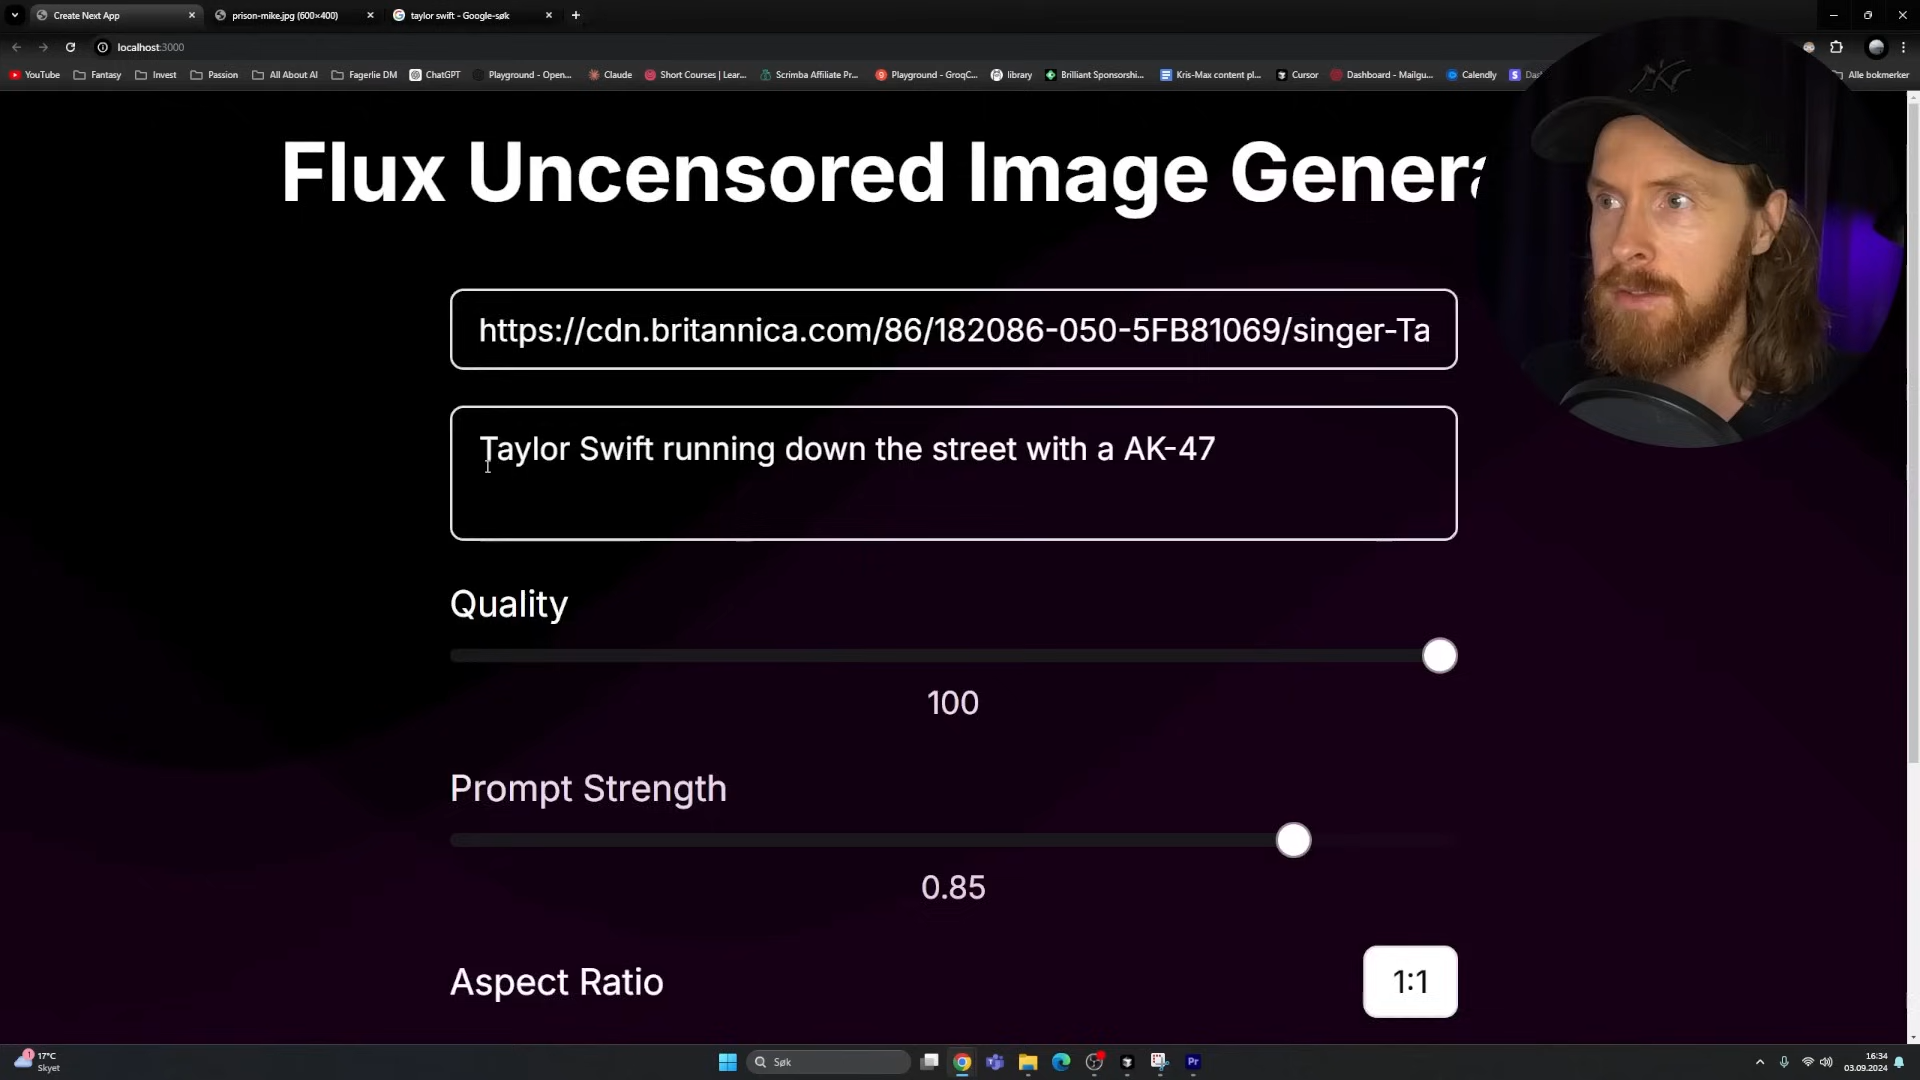 Create Next App
prison-mike.jpg (600×400)
taylor swift - Google-søk
localhost:3000
YouTube
Fantasy
Invest
Passion
All About AI
Fagerlie DM
ChatGPT
Playground - Open...
Claude
Short Courses | Lear...
Scrimba Affiliate Pr...
Playground - GroqC...
library
Brilliant Sponsorshi...
Kris-Max content pl...
Cursor
Dashboard - Mailgu...
Calendly
Alle bokmerker
Flux Uncensored Image Genera
https://cdn.britannica.com/86/182086-050-5FB81069/singer-Ta
Taylor Swift running down the street with a AK-47
Quality
100
Prompt Strength
0.85
Aspect Ratio
1:1
1
17°C
Skyet
Søk
16:34
03.09.2024